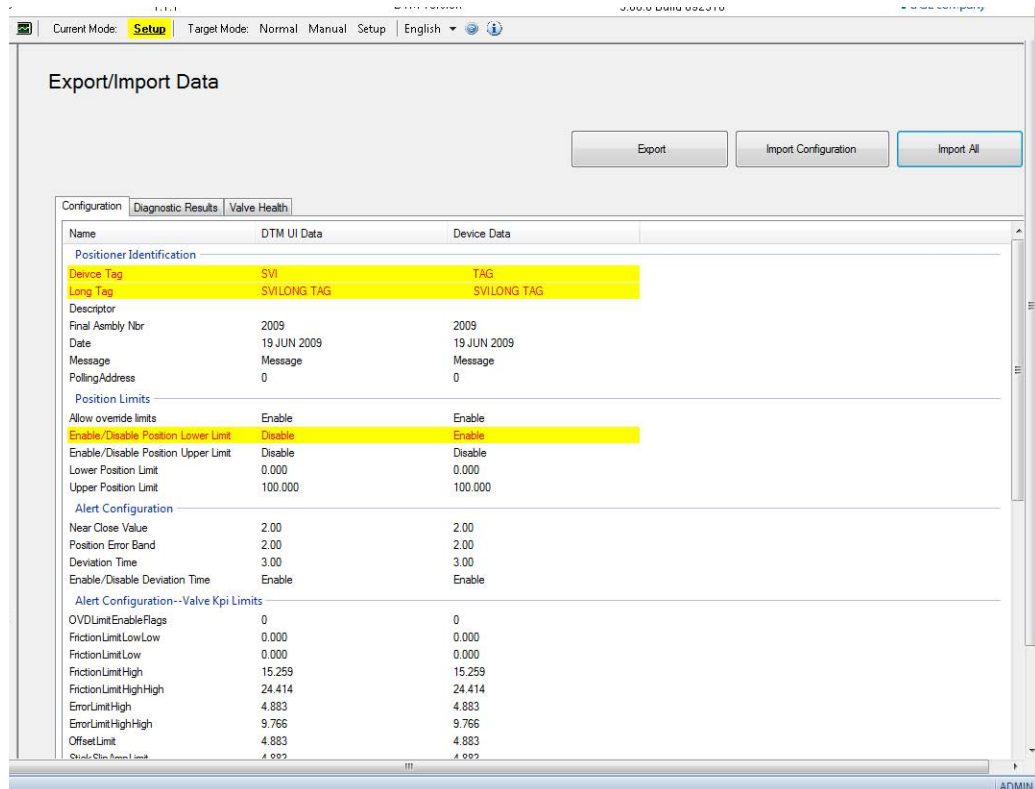 Current Mode: Setup Target Mode: Normal Manual Setup English
Export/Import Data
Export Import Configuration Import All
Configuration Diagnostic Results Valve Health
Name DTM UI Data Device Data
Positioner Identification
Deivce Tag SVI TAG
Long Tag SVI LONG TAG SVI LONG TAG
Descriptor
Final Asmbly Nbr 2009 2009
Date 19 JUN 2009 19 JUN 2009
Message Message Message
PollingAddress 0 0
Position Limits
Allow override limits Enable Enable
Enable/Disable Position Lower Limit Disable Enable
Enable/Disable Position Upper Limit Disable Disable
Lower Position Limit 0.000 0.000
Upper Position Limit 100.000 100.000
Alert Configuration
Near Close Value 2.00 2.00
Position Error Band 2.00 2.00
Deviation Time 3.00 3.00
Enable/Disable Deviation Time Enable Enable
Alert Configuration--Valve Kpi Limits
OVDLimitEnableFlags 0 0
FrictionLimitLowLow 0.000 0.000
FrictionLimitLow 0.000 0.000
FrictionLimitHigh 15.259 15.259
FrictionLimitHighHigh 24.414 24.414
ErrorLimitHigh 4.883 4.883
ErrorLimitHighHigh 9.766 9.766
OffsetLimit 4.883 4.883
ADMIN